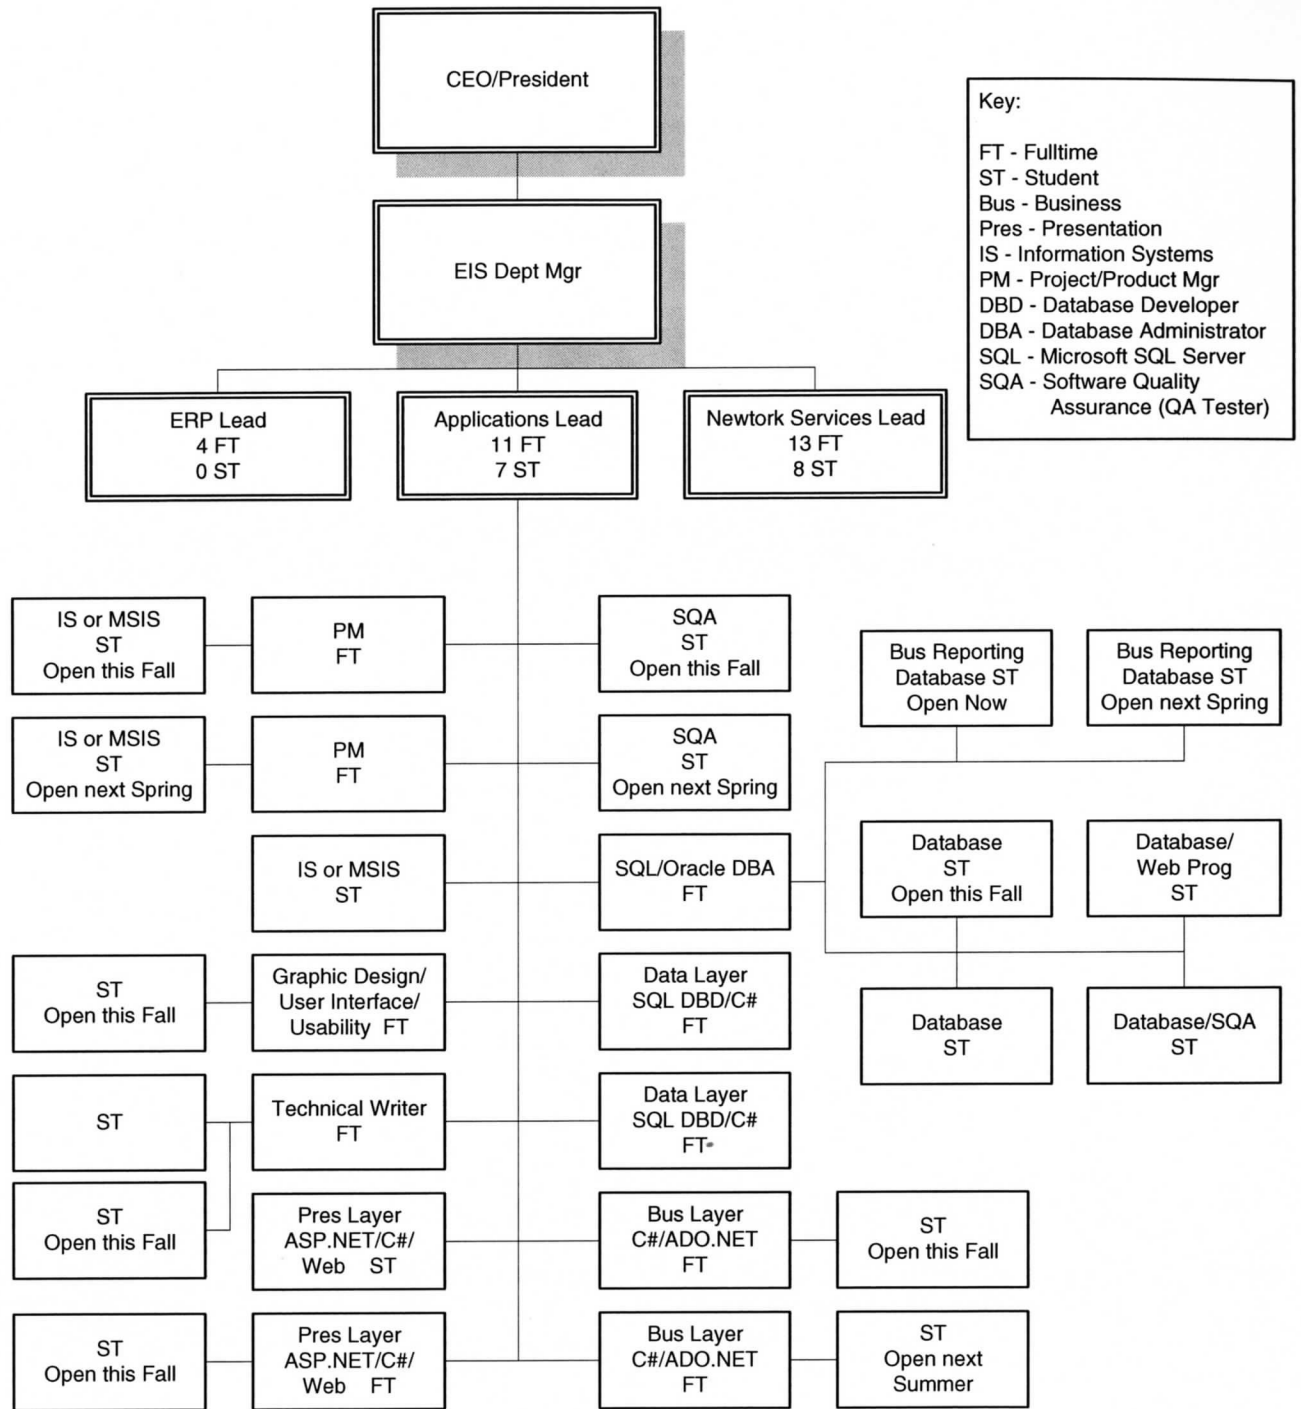 CEO/President
Key:
FT - Fulltime
ST - Student
Bus - Business
Pres - Presentation
IS - Information Systems
PM - Project/Product Mgr
DBD - Database Developer
DBA - Database Administrator
SQL - Microsoft SQL Server
SQA - Software Quality
Assurance (QA Tester)
EIS Dept Mgr
ERP Lead
4 FT
0 ST
Applications Lead
11 FT
7 ST
Newtork Services Lead
13 FT
8 ST
IS or MSIS
ST
Open this Fall
PM
FT
SQA
ST
Open this Fall
Bus Reporting
Database ST
Open Now
Bus Reporting
Database ST
Open next Spring
IS or MSIS
ST
Open next Spring
PM
FT
SQA
ST
Open next Spring
IS or MSIS
ST
SQL/Oracle DBA
FT
Database
ST
Open this Fall
Database/
Web Prog
ST
ST
Open this Fall
Graphic Design/
User Interface/
Usability FT
Data Layer
SQL DBD/C#
FT
Database
ST
Database/SQA
ST
ST
Technical Writer
FT
Data Layer
SQL DBD/C#
FT
ST
Open this Fall
Pres Layer
ASP.NET/C#/
Web ST
Bus Layer
C#/ADO.NET
FT
ST
Open this Fall
ST
Open this Fall
Pres Layer
ASP.NET/C#/
Web FT
Bus Layer
C#/ADO.NET
FT
ST
Open next
Summer